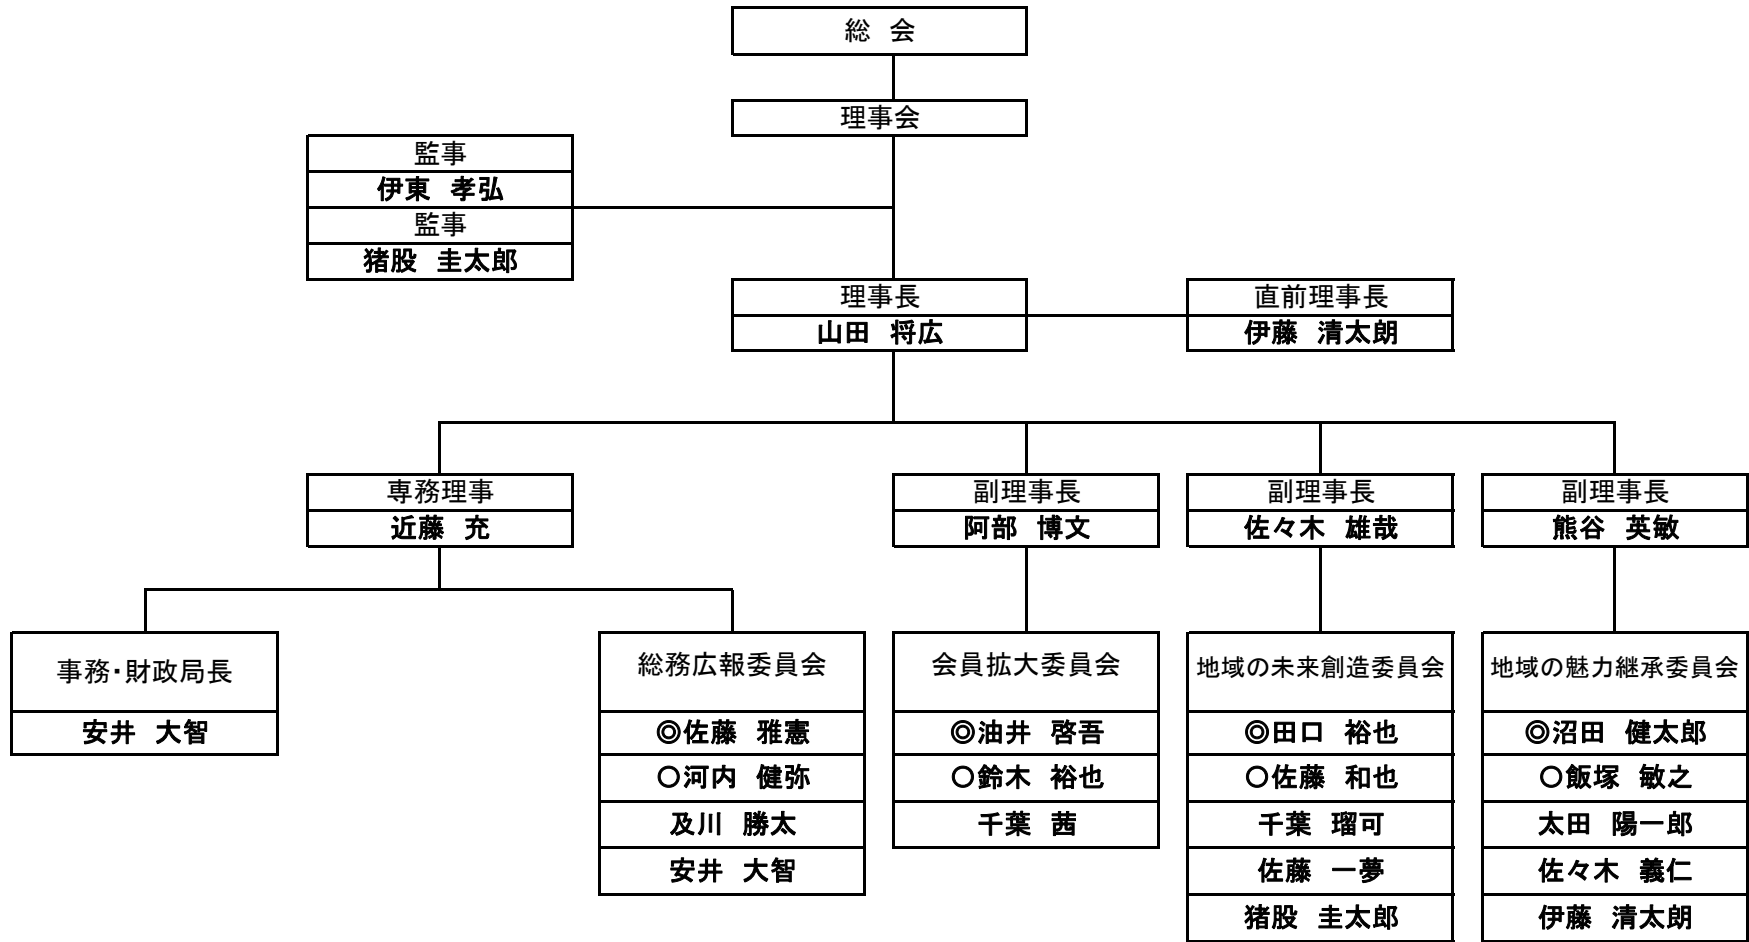 総　会
理事会
監事
伊東　孝弘
監事
猪股　圭太郎
理事長
山田　将広
直前理事長
伊藤　清太朗
専務理事
近藤　充
副理事長
阿部　博文
副理事長
佐々木　雄哉
副理事長
熊谷　英敏
事務・財政局長
安井　大智
総務広報委員会
◎佐藤　雅憲
○河内　健弥
及川　勝太
安井　大智
会員拡大委員会
◎油井　啓吾
○鈴木　裕也
千葉　茜
地域の未来創造委員会
◎田口　裕也
○佐藤　和也
千葉　瑠可
佐藤　一夢
猪股　圭太郎
地域の魅力継承委員会
◎沼田　健太郎
○飯塚　敏之
太田　陽一郎
佐々木　義仁
伊藤　清太朗